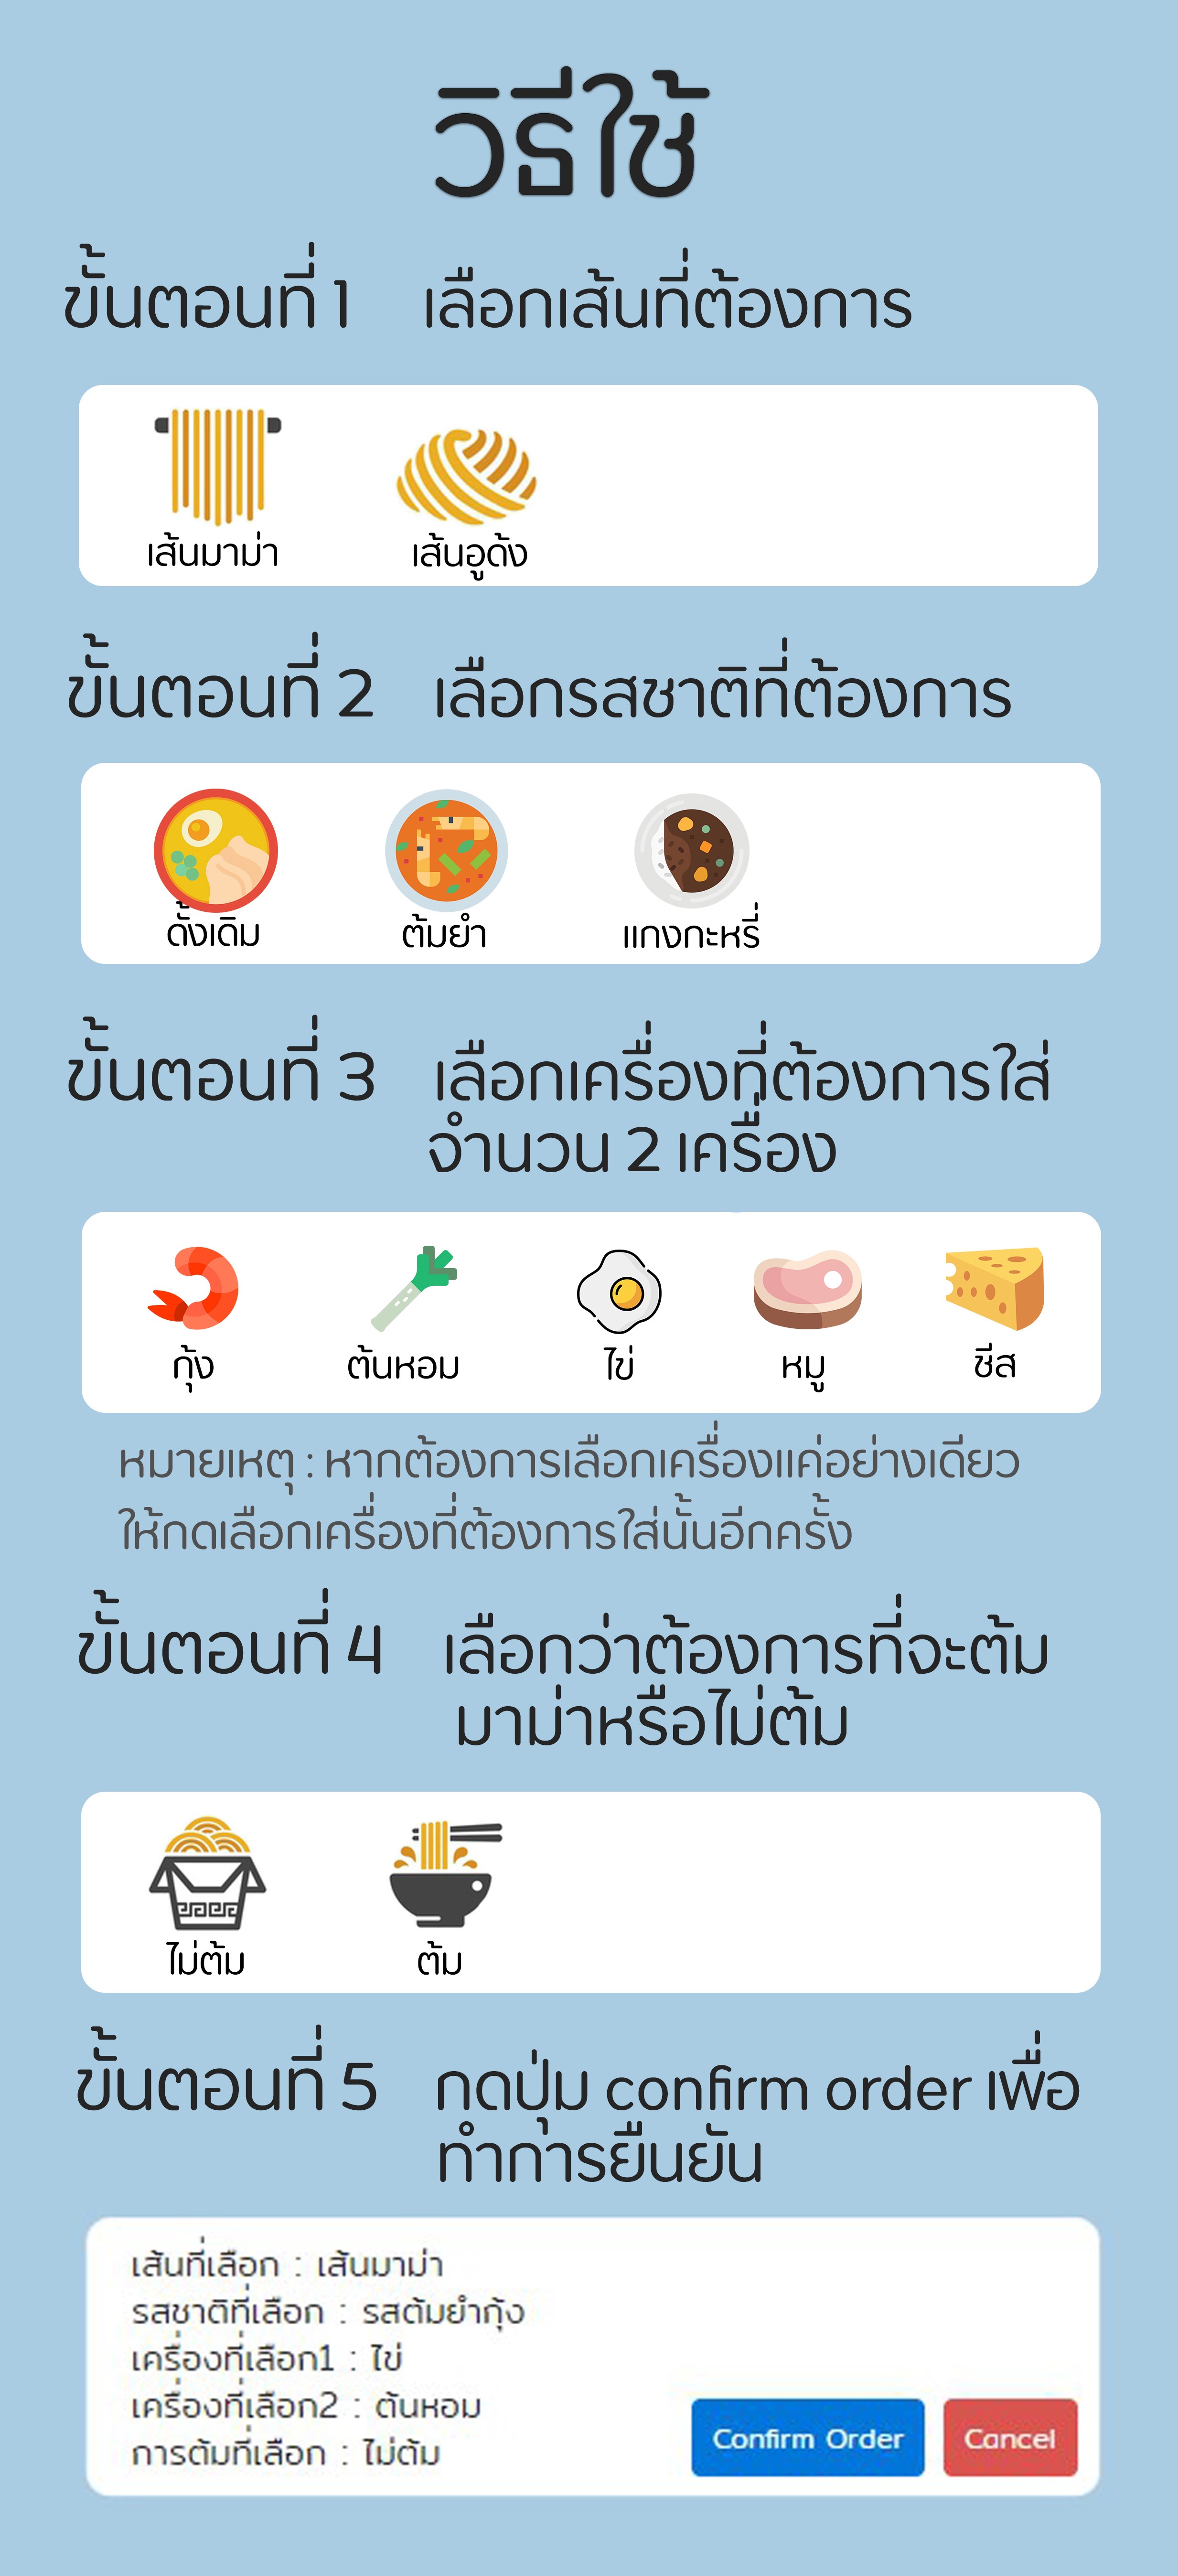 วิธีใช้
ขั้นตอนที่ 1 เลือกเส้นที่ต้องการ
เส้นมาม่า เส้นอูด้ง
ขั้นตอนที่ 2 เลือกรสชาติที่ต้องการ
ดั้งเดิม ต้มยำ แกงกะหรี่
ขั้นตอนที่ 3 เลือกเครื่องที่ต้องการใส่
จำนวน 2 เครื่อง
กุ้ง ต้นหอม ไข่ หมู ชีส
หมายเหตุ : หากต้องการเลือกเครื่องแค่อย่างเดียว
ให้กดเลือกเครื่องที่ต้องการใส่นั้นอีกครั้ง
ขั้นตอนที่ 4 เลือกว่าต้องการที่จะต้ม
มาม่าหรือไม่ต้ม
ไม่ต้ม ต้ม
ขั้นตอนที่ 5 กดปุ่ม confirm order เพื่อ
ทำการยืนยัน
เส้นที่เลือก : เส้นมาม่า
รสชาติที่เลือก : รสต้มยำกุ้ง
เครื่องที่เลือก1 : ไข่
เครื่องที่เลือก2 : ต้นหอม
การต้มที่เลือก : ไม่ต้ม
Confirm Order Cancel